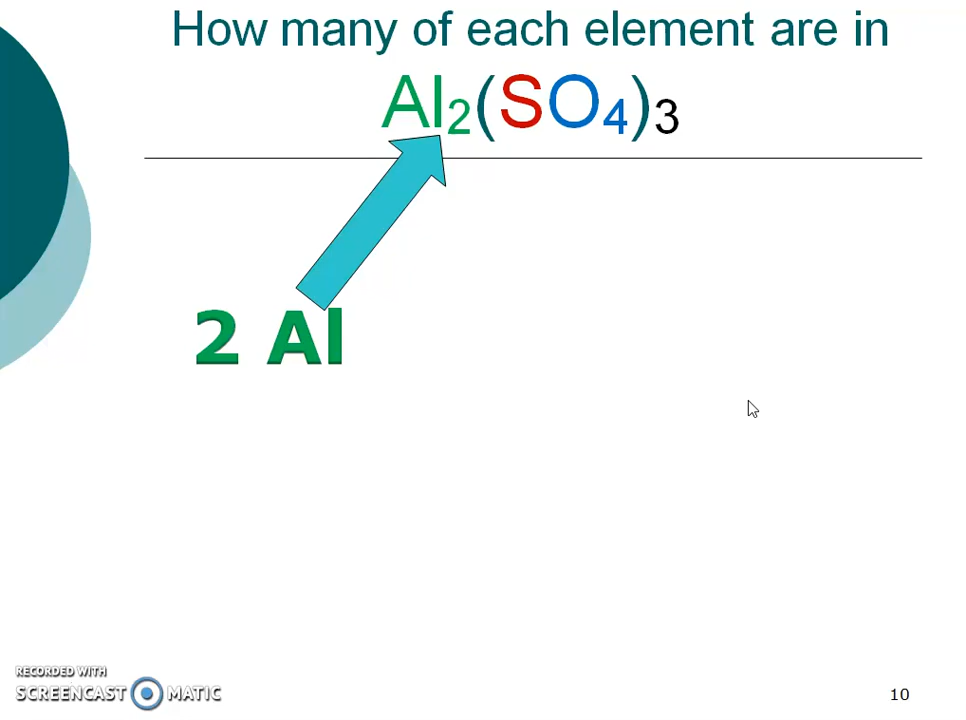 How many of each element are in
Al₂(SO₄)₃
2 Al
RECORDED WITH
SCREENCAST MATIC
10